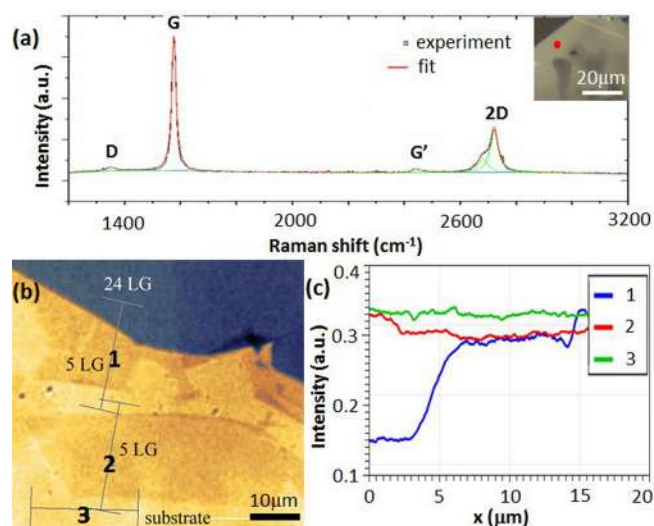 (a)
G
experiment
fit
20μm
2D
D
G'
Intensity (a.u.)
1400 2000 2600 3200
Raman shift (cm-1)
(b)
24 LG
5 LG
1
5 LG
2
3
substrate
10μm
(c)
0.4
0.3
0.2
0.1
Intensity (a.u.)
1
2
3
0 5 10 15 20
x (μm)